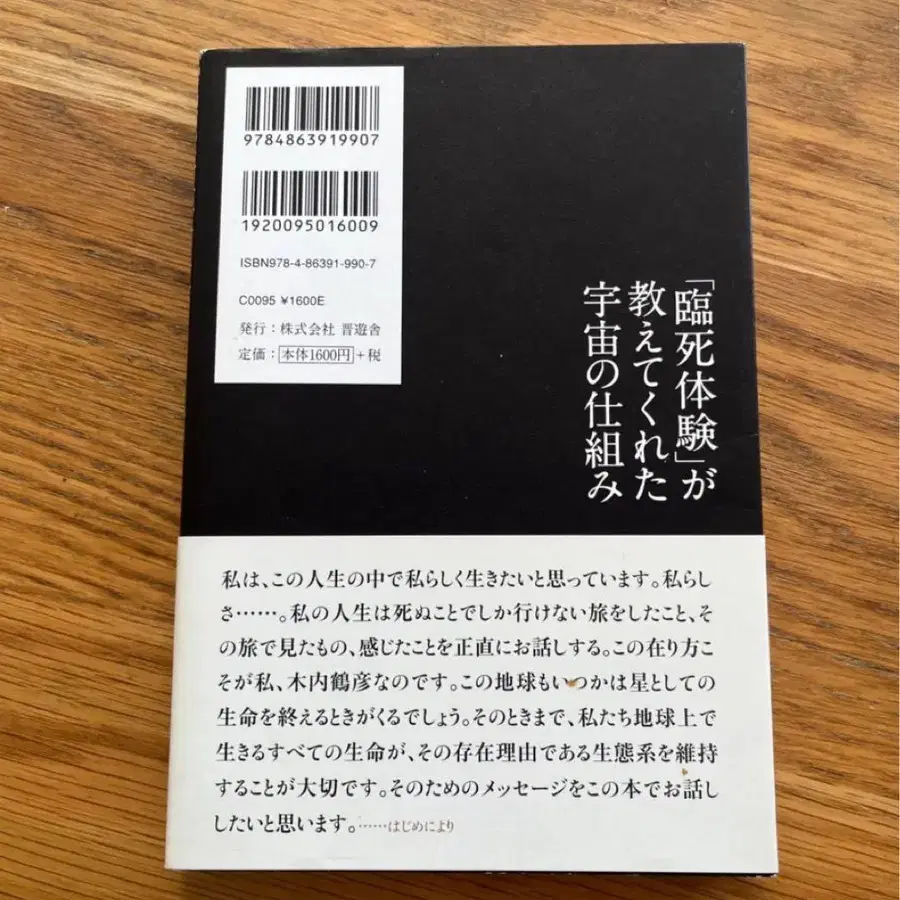 9784863919907
1920095016009
ISBN978-4-86391-990-7
C0095 ¥1600E
発行：株式会社 晋遊舎
定価：本体1600円+税
「臨死体験」が
教えてくれた
宇宙の仕組み
私は、この人生の中で私らしく生きたいと思っています。私らし
さ……。私の人生は死ぬことでしか行けない旅をしたこと、そ
の旅で見たもの、感じたことを正直にお話しする。この在り方こ
そが私、木内鶴彦なのです。この地球もいつかは星としての
生命を終えるときがくるでしょう。そのときまで、私たち地球上で
生きるすべての生命が、その存在理由である生態系を維持
することが大切です。そのためのメッセージをこの本でお話し
したいと思います。……はじめにより